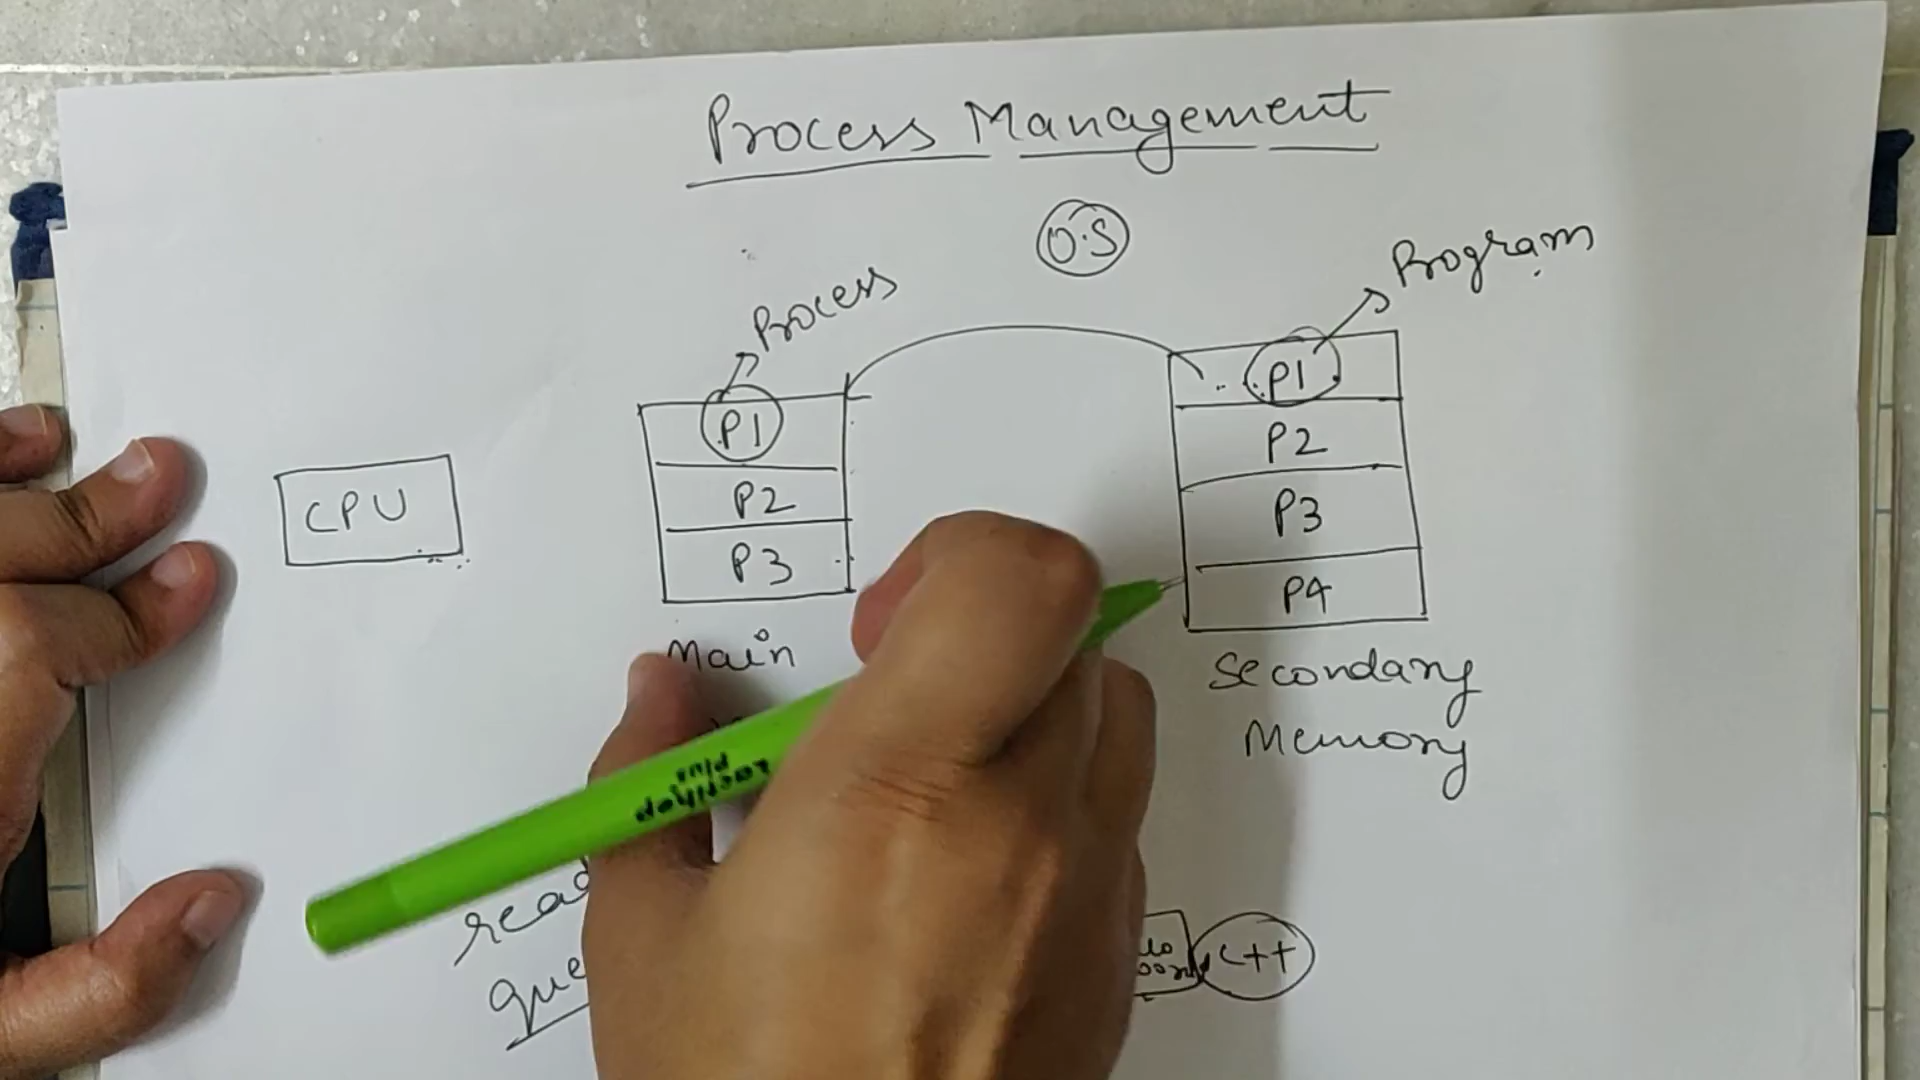 Process Management
O.S
Process
Program
P1
P2
P3
Main
CPU
P1
P2
P3
P4
Secondary
Memory
C++